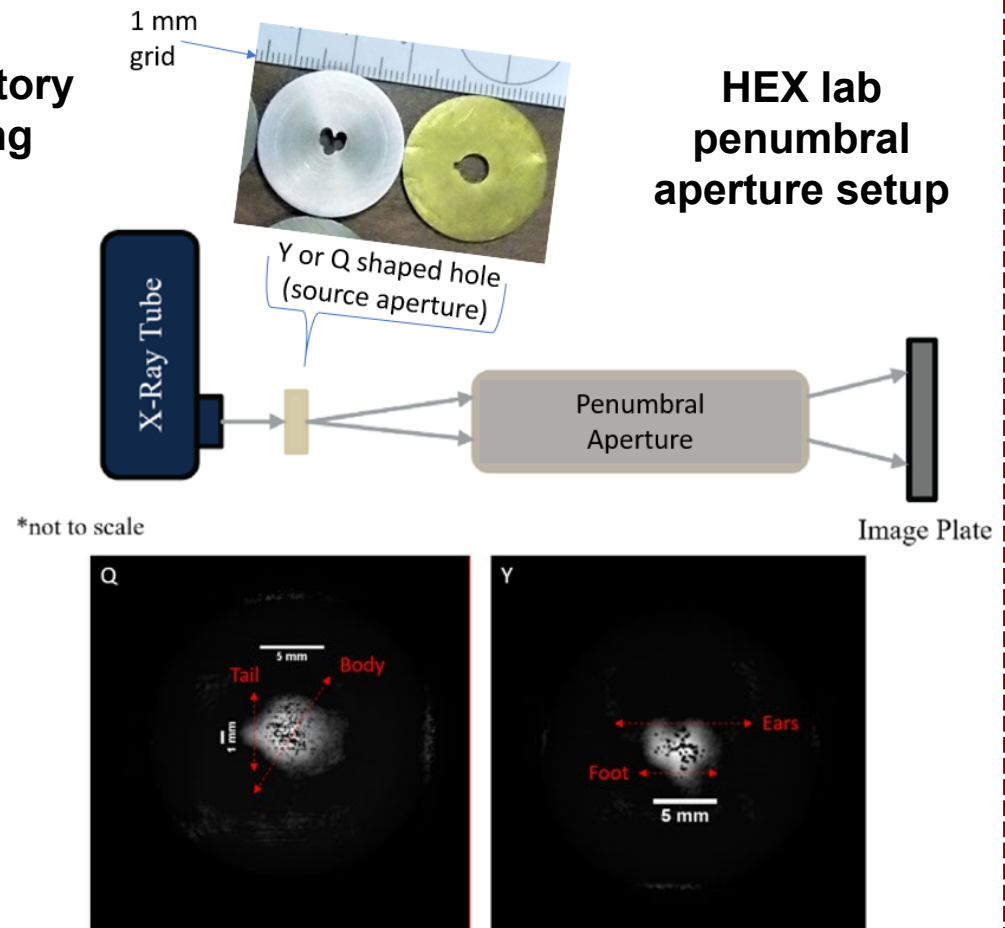 1 mm
grid
tory
ng
HEX lab
penumbral
aperture setup
Y or Q shaped hole
(source aperture)
X-Ray Tube
Penumbral
Aperture
*not to scale
Image Plate
Q
5 mm
Tail
Body
1 mm
Y
Ears
Foot
5 mm